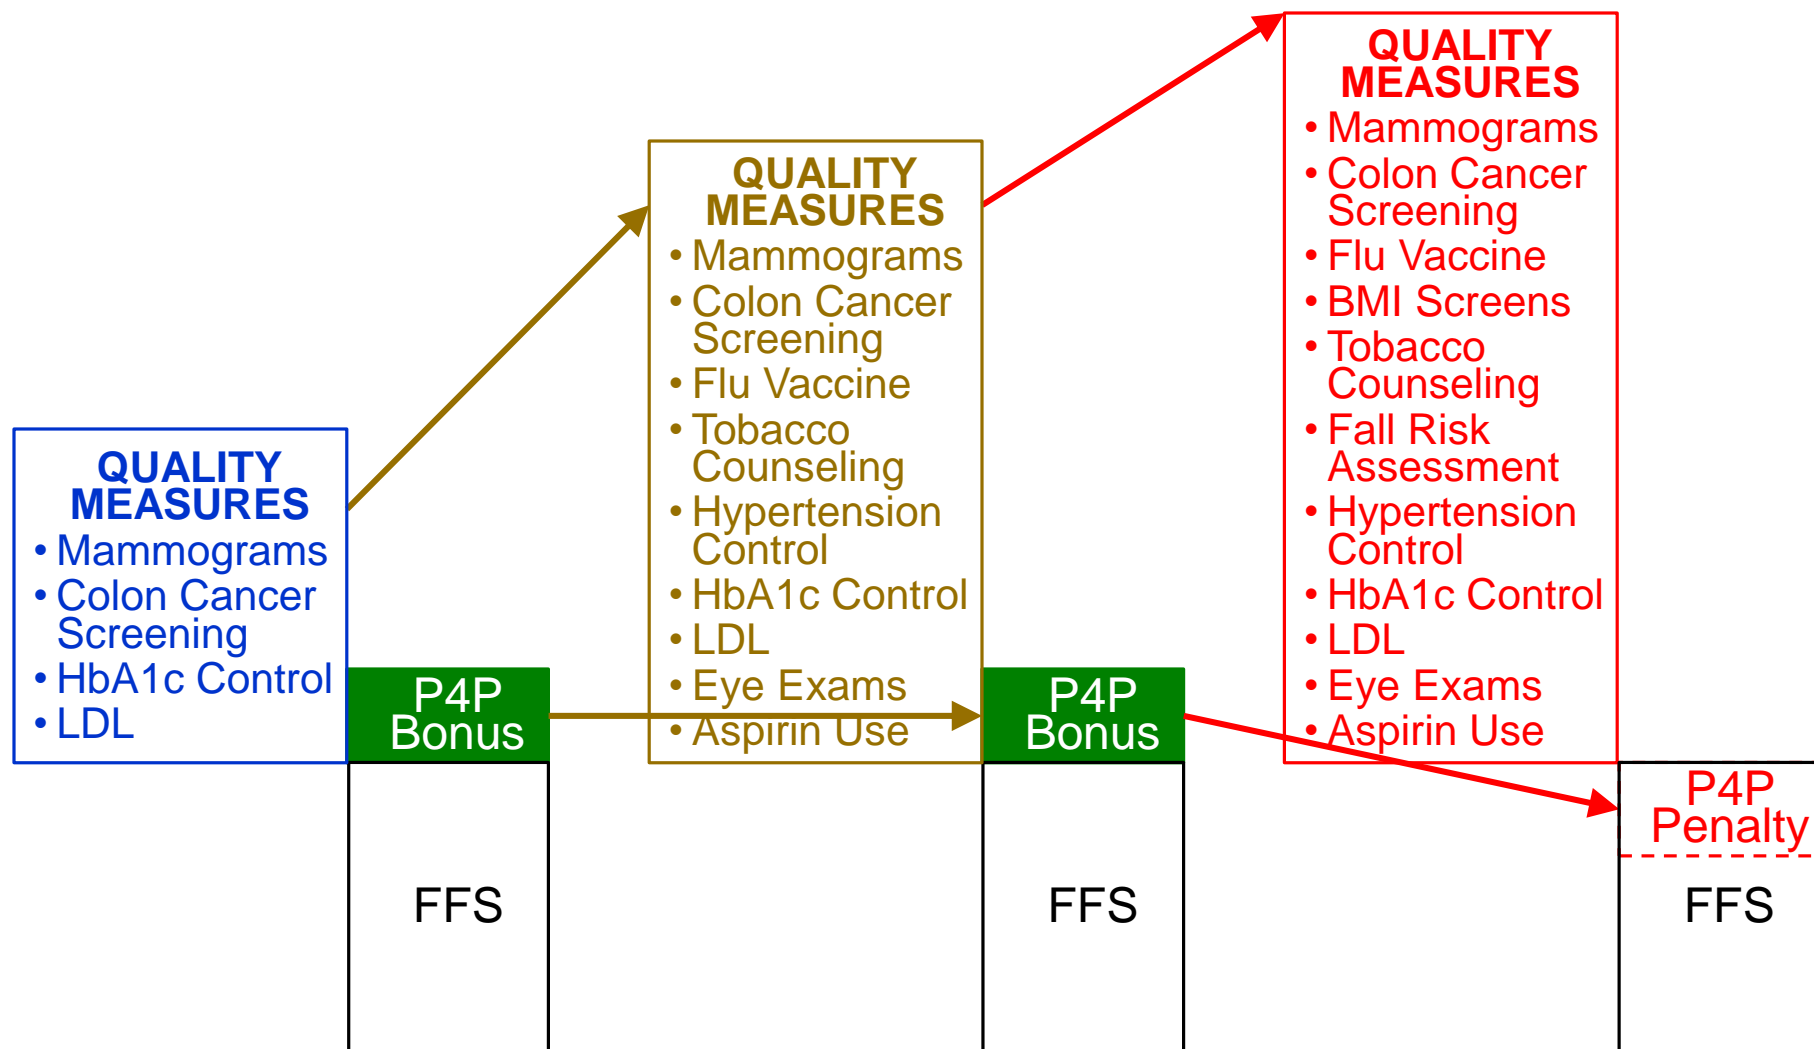 QUALITY
MEASURES
• Mammograms
• Colon Cancer
Screening
• HbA1c Control
• LDL
P4P
Bonus
FFS
QUALITY
MEASURES
• Mammograms
• Colon Cancer
Screening
• Flu Vaccine
• Tobacco
Counseling
• Hypertension
Control
• HbA1c Control
• LDL
• Eye Exams
• Aspirin Use
P4P
Bonus
FFS
QUALITY
MEASURES
• Mammograms
• Colon Cancer
Screening
• Flu Vaccine
• BMI Screens
• Tobacco
Counseling
• Fall Risk
Assessment
• Hypertension
Control
• HbA1c Control
• LDL
• Eye Exams
• Aspirin Use
P4P
Penalty
FFS